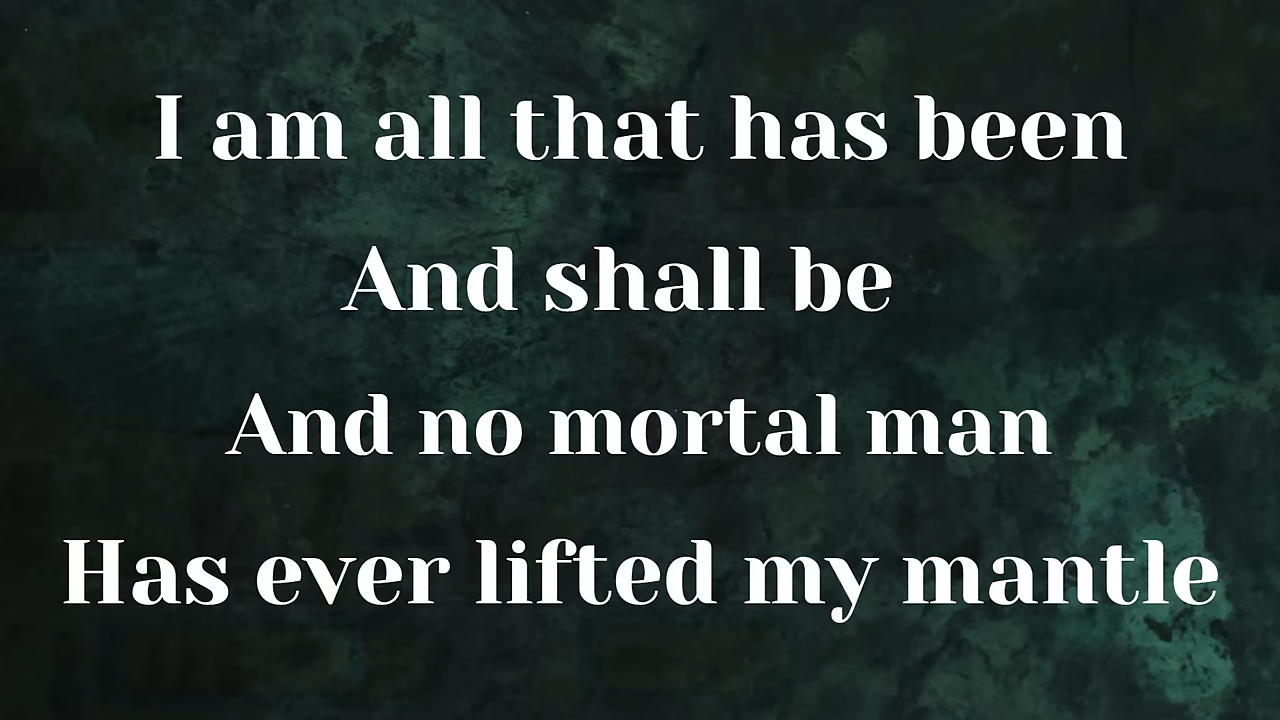 I am all that has been
And shall be
And no mortal man
Has ever lifted my mantle